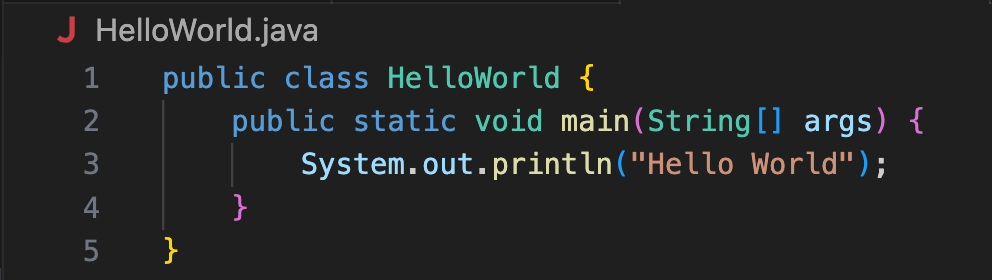 J HelloWorld.java
1 public class HelloWorld {
2     public static void main(String[] args) {
3         System.out.println("Hello World");
4     }
5 }